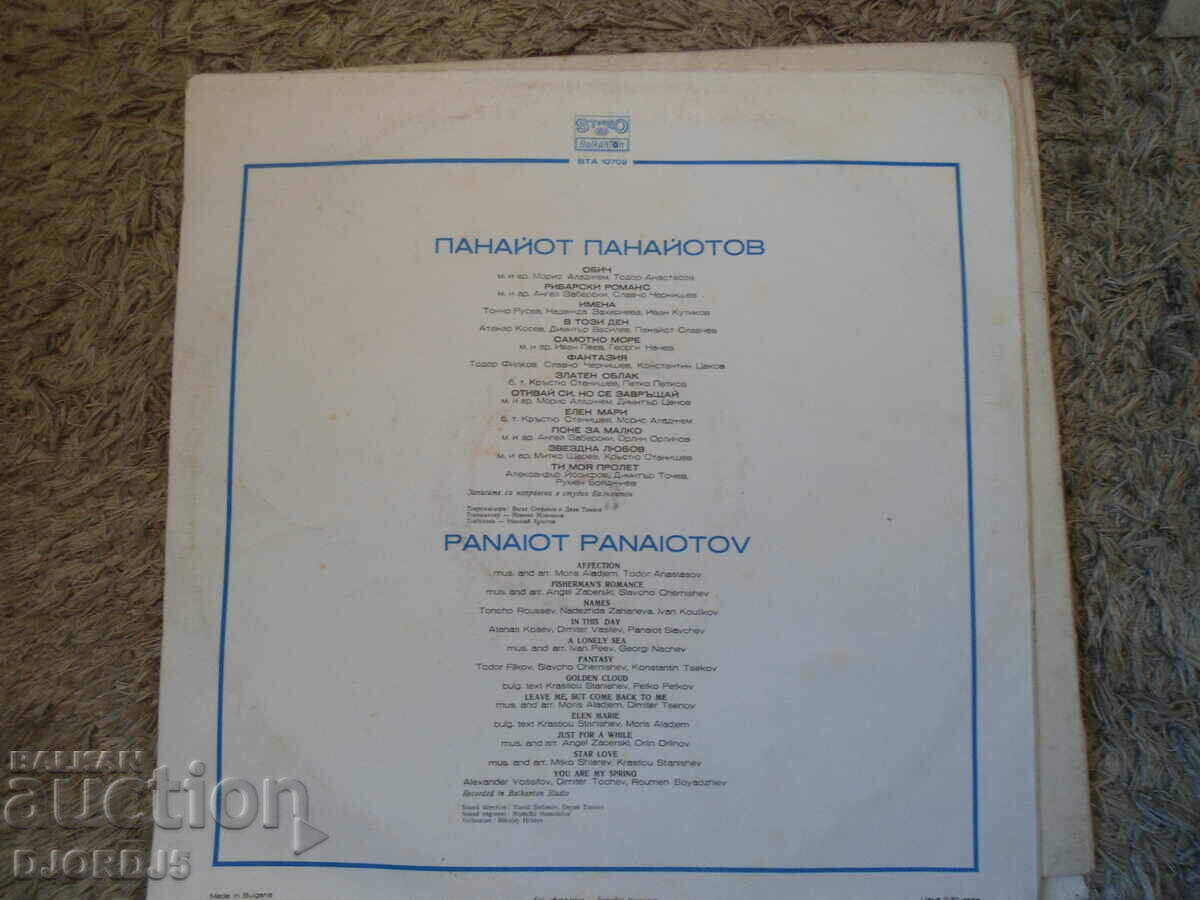 STEREO
Balkanton
ВТА 10709
ПАНАЙОТ ПАНАЙОТОВ
ОБИЧ
м. и ар. Морис Аладжем, Тодор Анастасов
РИБАРСКИ РОМАНС
м. и ар. Ангел Заберски, Славчо Чернишев
ИМЕНА
Тончо Русев, Надежда Захариева, Иван Кутиков
В ТОЗИ ДЕН
Атанас Косев, Димитър Василев, Панайот Славчев
САМОТНО МОРЕ
м. и ар. Иван Пеев, Георги Начев
ФАНТАЗИЯ
Тодор Филков, Славчо Чернишев, Константин Цеков
ЗЛАТЕН ОБЛАК
б. т. Кръстю Станишев, Петко Петков
ОТИВАЙ СИ, НО СЕ ЗАВРЪЩАЙ
м. и ар. Морис Аладжем, Димитър Ценов
ЕЛЕН МАРИ
б. т. Кръстю Станишев, Морис Аладжем
ПОНЕ ЗА МАЛКО
м. и ар. Ангел Заберски, Орлин Орлинов
ЗВЕЗДНА ЛЮБОВ
м. и ар. Митко Щерев, Кръстю Станишев
ТИ МОЯ ПРОЛЕТ
Александър Йосифов, Димитър Точев,
Румен Бояджиев
Записите са направени в студио Балкантон
PANAIOT PANAIOTOV
AFFECTION
mus. and arr. Moris Aladjem, Todor Anastasov
FISHERMAN'S ROMANCE
mus. and arr. Angel Zaberski, Slavcho Chernishev
NAMES
Toncho Roussev, Nadezhda Zaharieva, Ivan Koutikov
IN THIS DAY
Atanas Kosev, Dimiter Vasilev, Panaiot Slavchev
A LONELY SEA
mus. and arr. Ivan Peev, Georgi Nachev
FANTASY
Todor Filkov, Slavcho Chernishev, Konstantin Tsekov
GOLDEN CLOUD
bulg. text Krastiou Stanishev, Petko Petkov
LEAVE ME, BUT COME BACK TO ME
mus. and arr. Moris Aladjem, Dimiter Tsenov
ELEN MARIE
bulg. text Krastiou Stanishev, Moris Aladjem
JUST FOR A WHILE
mus. and arr. Angel Zaberski, Orlin Orlinov
STAR LOVE
mus. and arr. Mitko Shterev, Krastiou Stanishev
YOU ARE MY SPRING
Alexander Yossifov, Dimiter Tochev, Roumen Boyadzhiev
Recorded in Balkanton Studio
Made in Bulgaria
BALKAN
auction
DJORDJ5